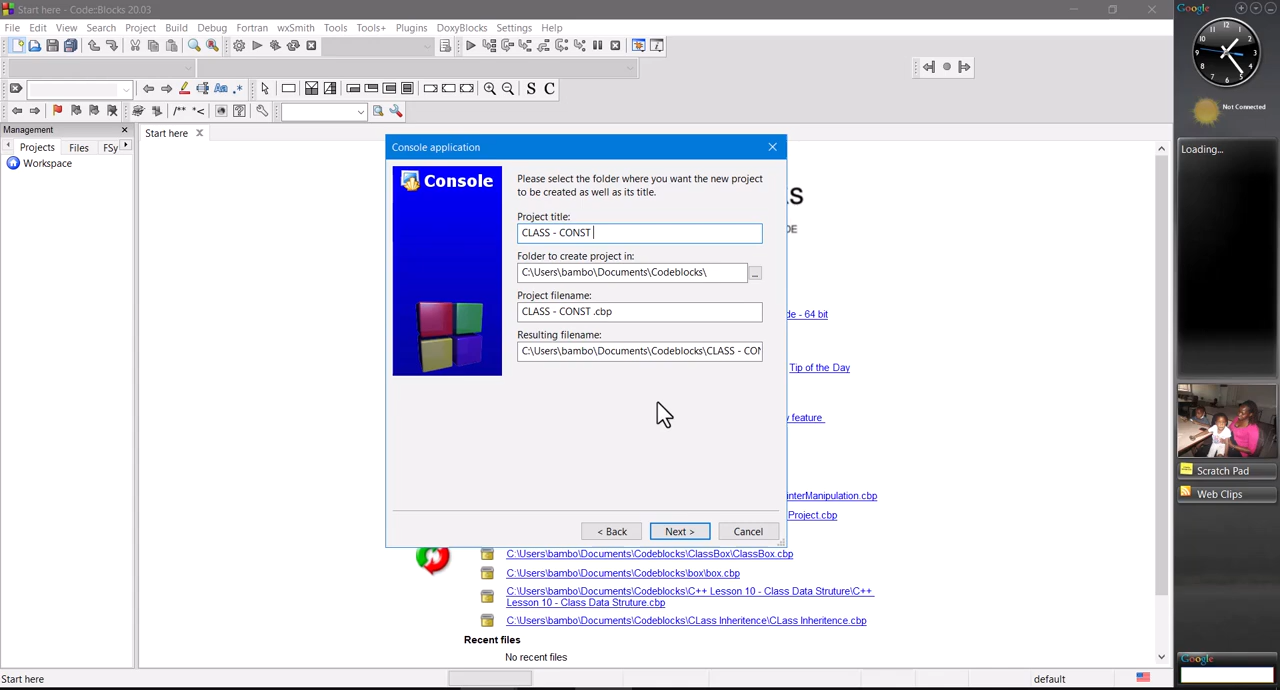 Start here - Code::Blocks 20.03
File Edit View Search Project Build Debug Fortran wxSmith Tools Tools+ Plugins DoxyBlocks Settings Help
Management
Projects Files FSy
Workspace
Start here
Console application
Console
Please select the folder where you want the new project
to be created as well as its title.
Project title:
CLASS - CONST
Folder to create project in:
C:\Users\bambo\Documents\Codeblocks\
...
Project filename:
CLASS - CONST .cbp
Resulting filename:
C:\Users\bambo\Documents\Codeblocks\CLASS - CON
< Back Next > Cancel
de - 64 bit
Tip of the Day
feature
interManipulation.cbp
Project.cbp
C:\Users\bambo\Documents\Codeblocks\ClassBox\ClassBox.cbp
C:\Users\bambo\Documents\Codeblocks\box\box.cbp
C:\Users\bambo\Documents\Codeblocks\C++ Lesson 10 - Class Data Struture\C++
Lesson 10 - Class Data Struture.cbp
C:\Users\bambo\Documents\Codeblocks\CLass Inheritence\CLass Inheritence.cbp
Recent files
No recent files
Start here
default
Google
Not Connected
Loading...
Scratch Pad
Web Clips
Google